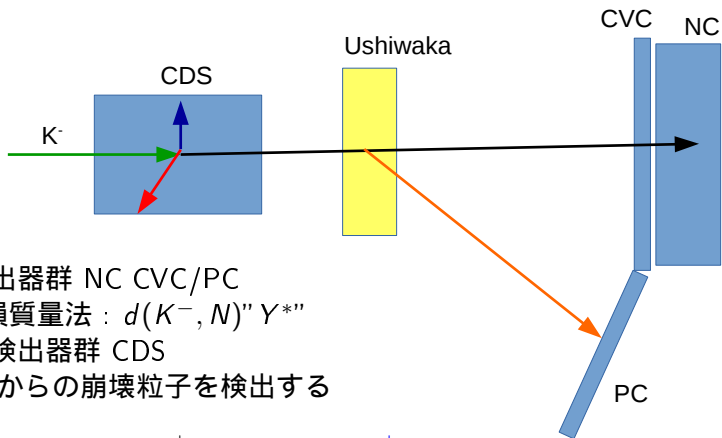 CVC
NC
Ushiwaka
CDS
K-
出器群 NC CVC/PC
質量法 : d(K⁻, N)"Y*"
検出器群 CDS
からの崩壊粒子を検出する
PC